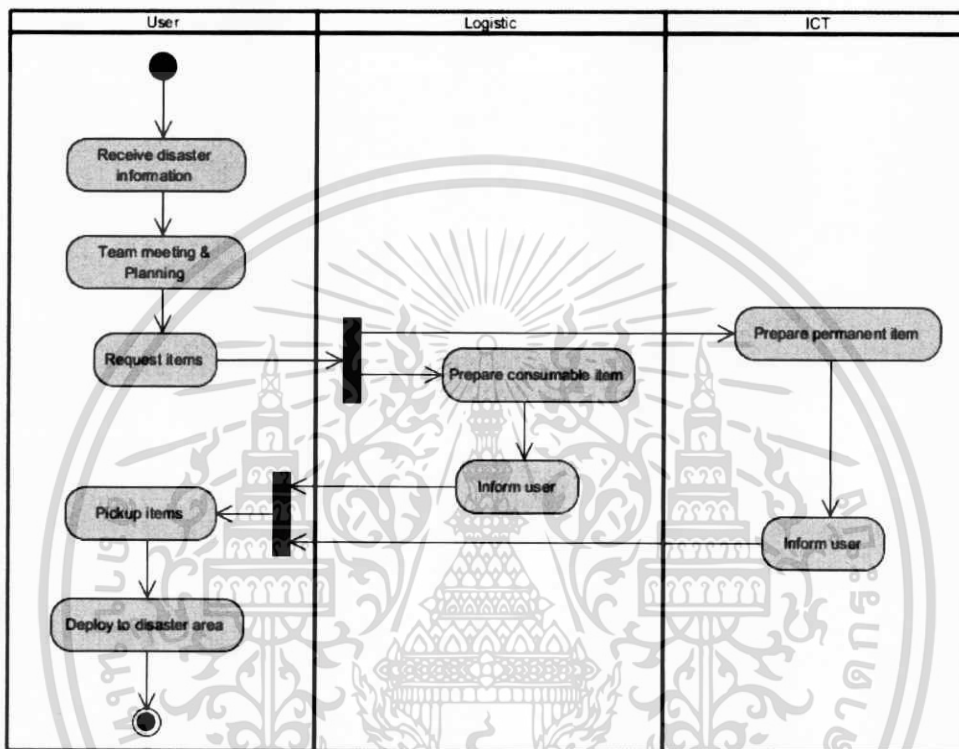 User
Logistic
ICT
Receive disaster
information
Team meeting &
Planning
Request items
Prepare permanent item
Prepare consumable item
Inform user
Pickup items
Inform user
Deploy to disaster area